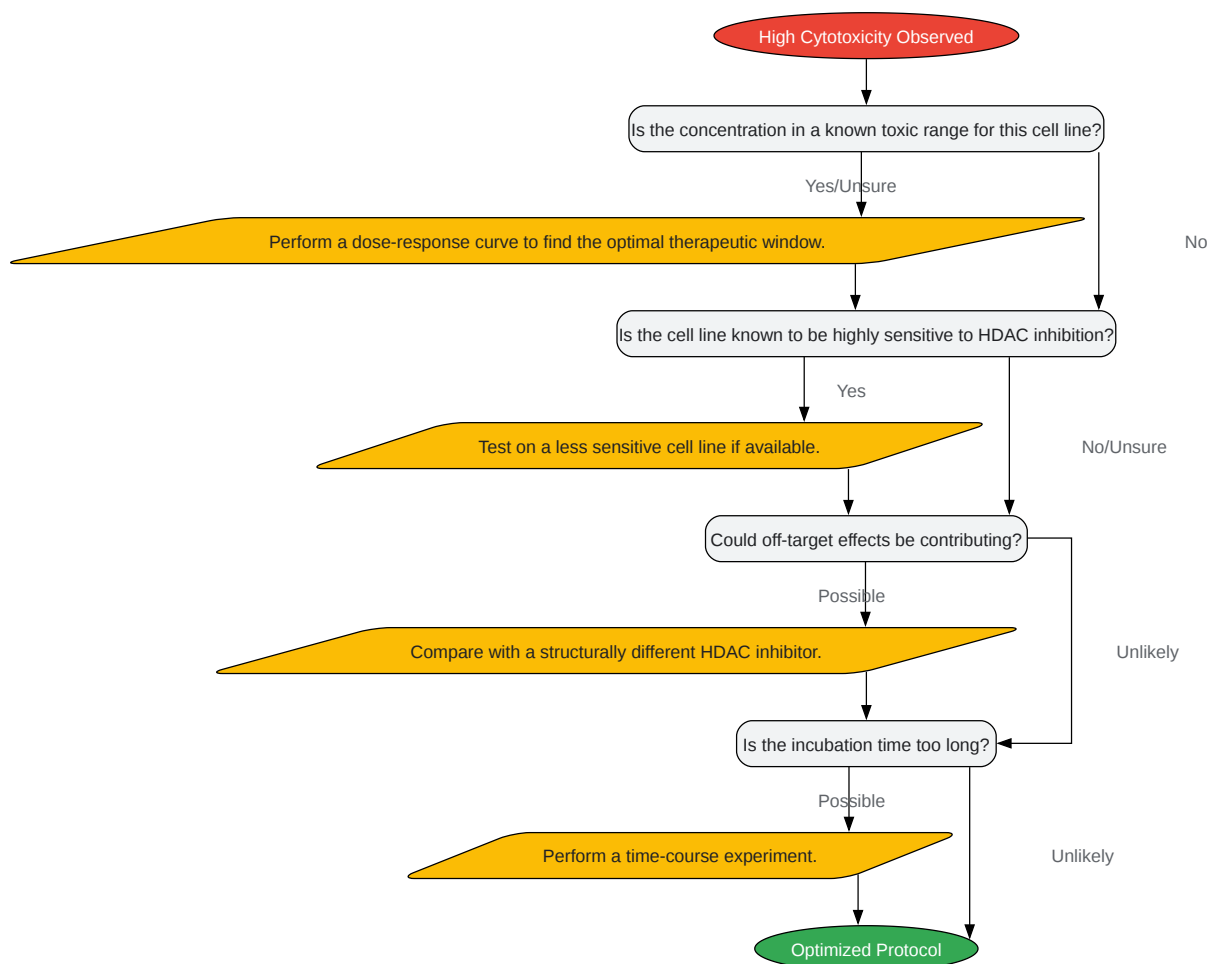 High Cytotoxicity Observed
Is the concentration in a known toxic range for this cell line?
Yes/Unsure
Perform a dose-response curve to find the optimal therapeutic window.
No
Is the cell line known to be highly sensitive to HDAC inhibition?
Yes
Test on a less sensitive cell line if available.
No/Unsure
Could off-target effects be contributing?
Possible
Compare with a structurally different HDAC inhibitor.
Unlikely
Is the incubation time too long?
Possible
Perform a time-course experiment.
Unlikely
Optimized Protocol